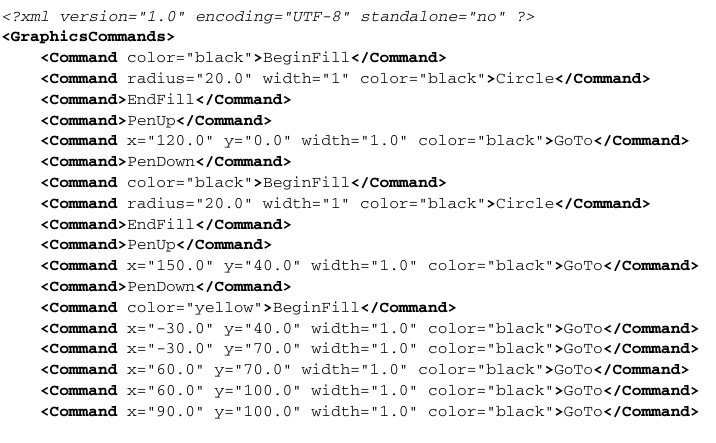 <?xml version="1.0" encoding="UTF-8" standalone="no" ?>
<GraphicsCommands>
    <Command color="black">BeginFill</Command>
    <Command radius="20.0" width="1" color="black">Circle</Command>
    <Command>EndFill</Command>
    <Command>PenUp</Command>
    <Command x="120.0" y="0.0" width="1.0" color="black">GoTo</Command>
    <Command>PenDown</Command>
    <Command color="black">BeginFill</Command>
    <Command radius="20.0" width="1" color="black">Circle</Command>
    <Command>EndFill</Command>
    <Command>PenUp</Command>
    <Command x="150.0" y="40.0" width="1.0" color="black">GoTo</Command>
    <Command>PenDown</Command>
    <Command color="yellow">BeginFill</Command>
    <Command x="-30.0" y="40.0" width="1.0" color="black">GoTo</Command>
    <Command x="-30.0" y="70.0" width="1.0" color="black">GoTo</Command>
    <Command x="60.0" y="70.0" width="1.0" color="black">GoTo</Command>
    <Command x="60.0" y="100.0" width="1.0" color="black">GoTo</Command>
    <Command x="90.0" y="100.0" width="1.0" color="black">GoTo</Command>